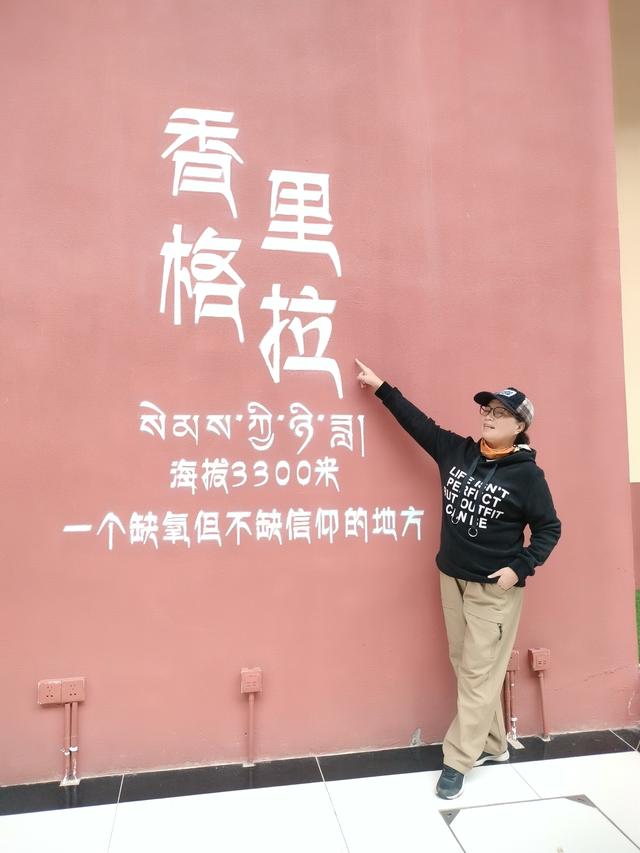 香格
里拉
སེམས་ཀྱི་ཉི་ཟླ།
海拔3300米
一个缺氧但不缺信仰的地方
LIFE ISN'T
PERFECT
BUT OUTFIT
CAN BE